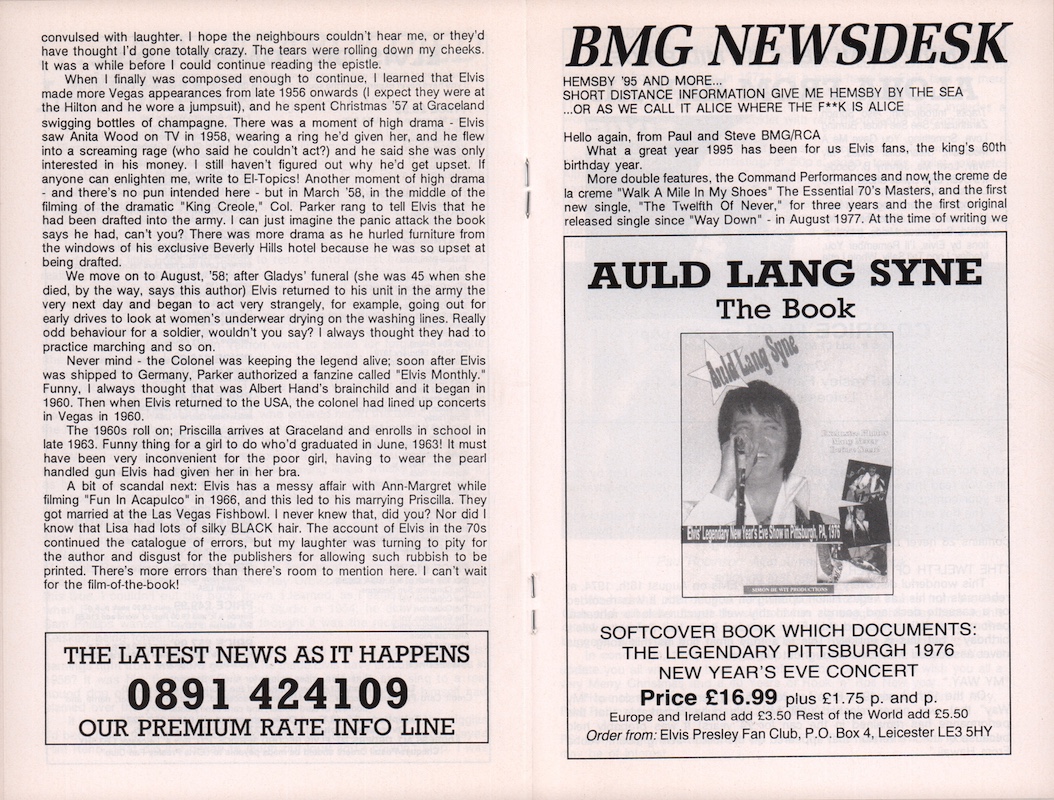 convulsed with laughter. I hope the neighbours couldn't hear me, or they'd
have thought I'd gone totally crazy. The tears were rolling down my cheeks.
It was a while before I could continue reading the epistle.
When I finally was composed enough to continue, I learned that Elvis
made more Vegas appearances from late 1956 onwards (I expect they were at
the Hilton and he wore a jumpsuit), and he spent Christmas '57 at Graceland
swigging bottles of champagne. There was a moment of high drama - Elvis
saw Anita Wood on TV in 1958, wearing a ring he'd given her, and he flew
into a screaming rage (who said he couldn't act?) and he said she was only
interested in his money. I still haven't figured out why he'd get upset. If
anyone can enlighten me, write to El-Topics! Another moment of high drama
- and there's no pun intended here - but in March '58, in the middle of the
filming of the dramatic "King Creole," Col. Parker rang to tell Elvis that he
had been drafted into the army. I can just imagine the panic attack the book
says he had, can't you? There was more drama as he hurled furniture from
the windows of his exclusive Beverly Hills hotel because he was so upset at
being drafted.
We move on to August, '58; after Gladys' funeral (she was 45 when she
died, by the way, says this author) Elvis returned to his unit in the army the
very next day and began to act very strangely, for example, going out for
early drives to look at women's underwear drying on the washing lines. Really
odd behaviour for a soldier, wouldn't you say? I always thought they had to
practice marching and so on.
Never mind - the Colonel was keeping the legend alive; soon after Elvis
was shipped to Germany, Parker authorized a fanzine called "Elvis Monthly."
Funny, I always thought that was Albert Hand's brainchild and it began in
1960. Then when Elvis returned to the USA, the colonel had lined up concerts
in Vegas in 1960.
The 1960s roll on; Priscilla arrives at Graceland and enrolls in school in
late 1963. Funny thing for a girl to do who'd graduated in June, 1963! It must
have been very inconvenient for the poor girl, having to wear the pearl
handled gun Elvis had given her in her bra.
A bit of scandal next: Elvis has a messy affair with Ann-Margret while
filming "Fun In Acapulco" in 1966, and this led to his marrying Priscilla. They
got married at the Las Vegas Fishbowl. I never knew that, did you? Nor did I
know that Lisa had lots of silky BLACK hair. The account of Elvis in the 70s
continued the catalogue of errors, but my laughter was turning to pity for
the author and disgust for the publishers for allowing such rubbish to be
printed. There's more errors than there's room to mention here. I can't wait
for the film-of-the-book!
THE LATEST NEWS AS IT HAPPENS
0891 424109
OUR PREMIUM RATE INFO LINE
BMG NEWSDESK
HEMSBY '95 AND MORE...
SHORT DISTANCE INFORMATION GIVE ME HEMSBY BY THE SEA
...OR AS WE CALL IT ALICE WHERE THE F**K IS ALICE
Hello again, from Paul and Steve BMG/RCA
What a great year 1995 has been for us Elvis fans, the king's 60th
birthday year.
More double features, the Command Performances and now, the creme de
la creme "Walk A Mile In My Shoes" The Essential 70's Masters, and the first
new single, "The Twelfth Of Never," for three years and the first original
released single since "Way Down" - in August 1977. At the time of writing we
AULD LANG SYNE
The Book
Auld Lang Syne
Elvis' Legendary New Year's Eve Show in Pittsburgh, PA, 1976
SIMON DE WIT PRODUCTIONS
SOFTCOVER BOOK WHICH DOCUMENTS:
THE LEGENDARY PITTSBURGH 1976
NEW YEAR'S EVE CONCERT
Price £16.99 plus £1.75 p. and p.
Europe and Ireland add £3.50 Rest of the World add £5.50
Order from: Elvis Presley Fan Club, P.O. Box 4, Leicester LE3 5HY